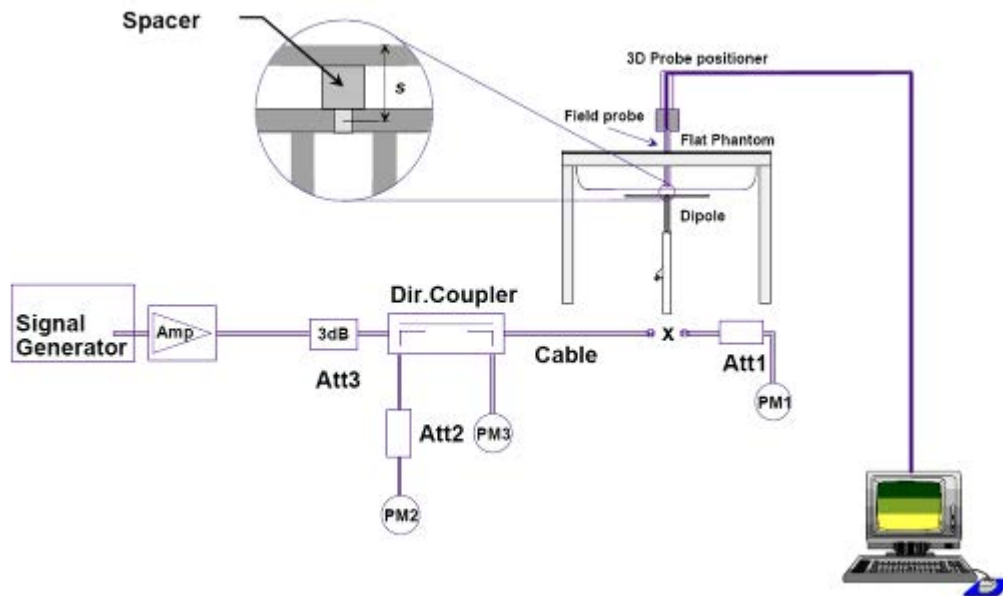 Spacer
s
3D Probe positioner
Field probe
Flat Phantom
Dipole
Dir.Coupler
Signal
Generator
Amp
3dB
Att3
Cable
x
Att1
PM1
Att2
PM3
PM2